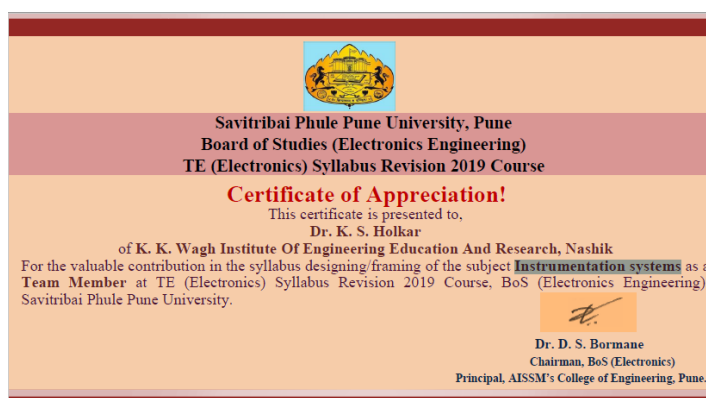 Savitribai Phule Pune University, Pune
Board of Studies (Electronics Engineering)
TE (Electronics) Syllabus Revision 2019 Course
Certificate of Appreciation!
This certificate is presented to,
Dr. K. S. Holkar
of K. K. Wagh Institute Of Engineering Education And Research, Nashik
For the valuable contribution in the syllabus designing/framing of the subject Instrumentation systems as a
Team Member at TE (Electronics) Syllabus Revision 2019 Course, BoS (Electronics Engineering)
Savitribai Phule Pune University.
Dr. D. S. Bormane
Chairman, BoS (Electronics)
Principal, AISSM's College of Engineering, Pune.